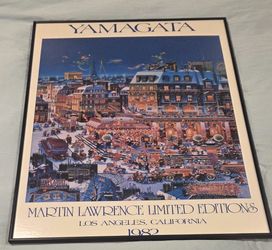 YAMAGATA
MARTIN LAWRENCE LIMITED EDITIONS
LOS ANGELES, CALIFORNIA
1982